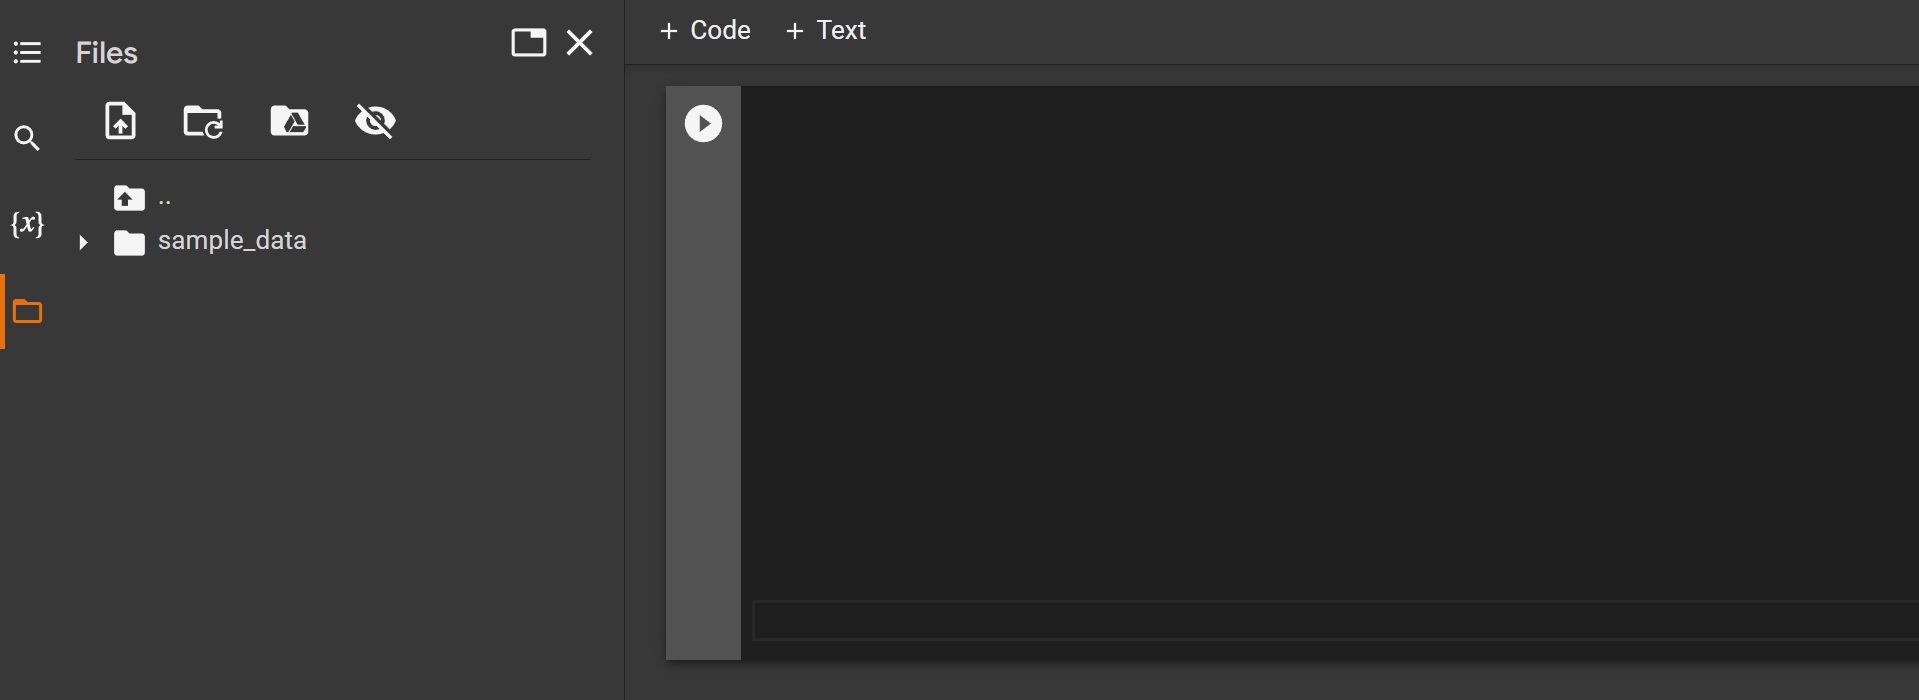 Files
+ Code + Text
{x}
..
sample_data